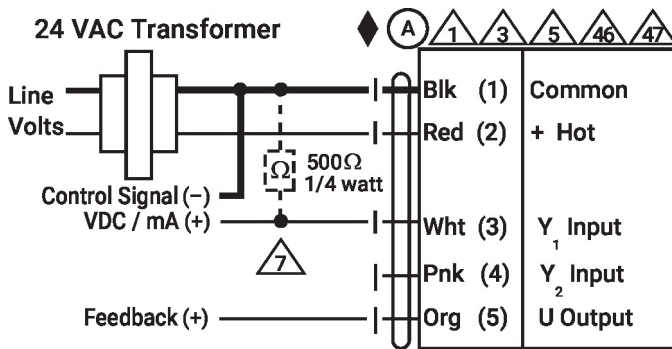 24 VAC Transformer
A 1 3 5 46 47
Line
Volts
Blk (1) Common
Red (2) + Hot
Ω 500Ω
1/4 watt
Control Signal (−)
VDC / mA (+)
7
Wht (3) Y1 Input
Pnk (4) Y2 Input
Feedback (+)
Org (5) U Output